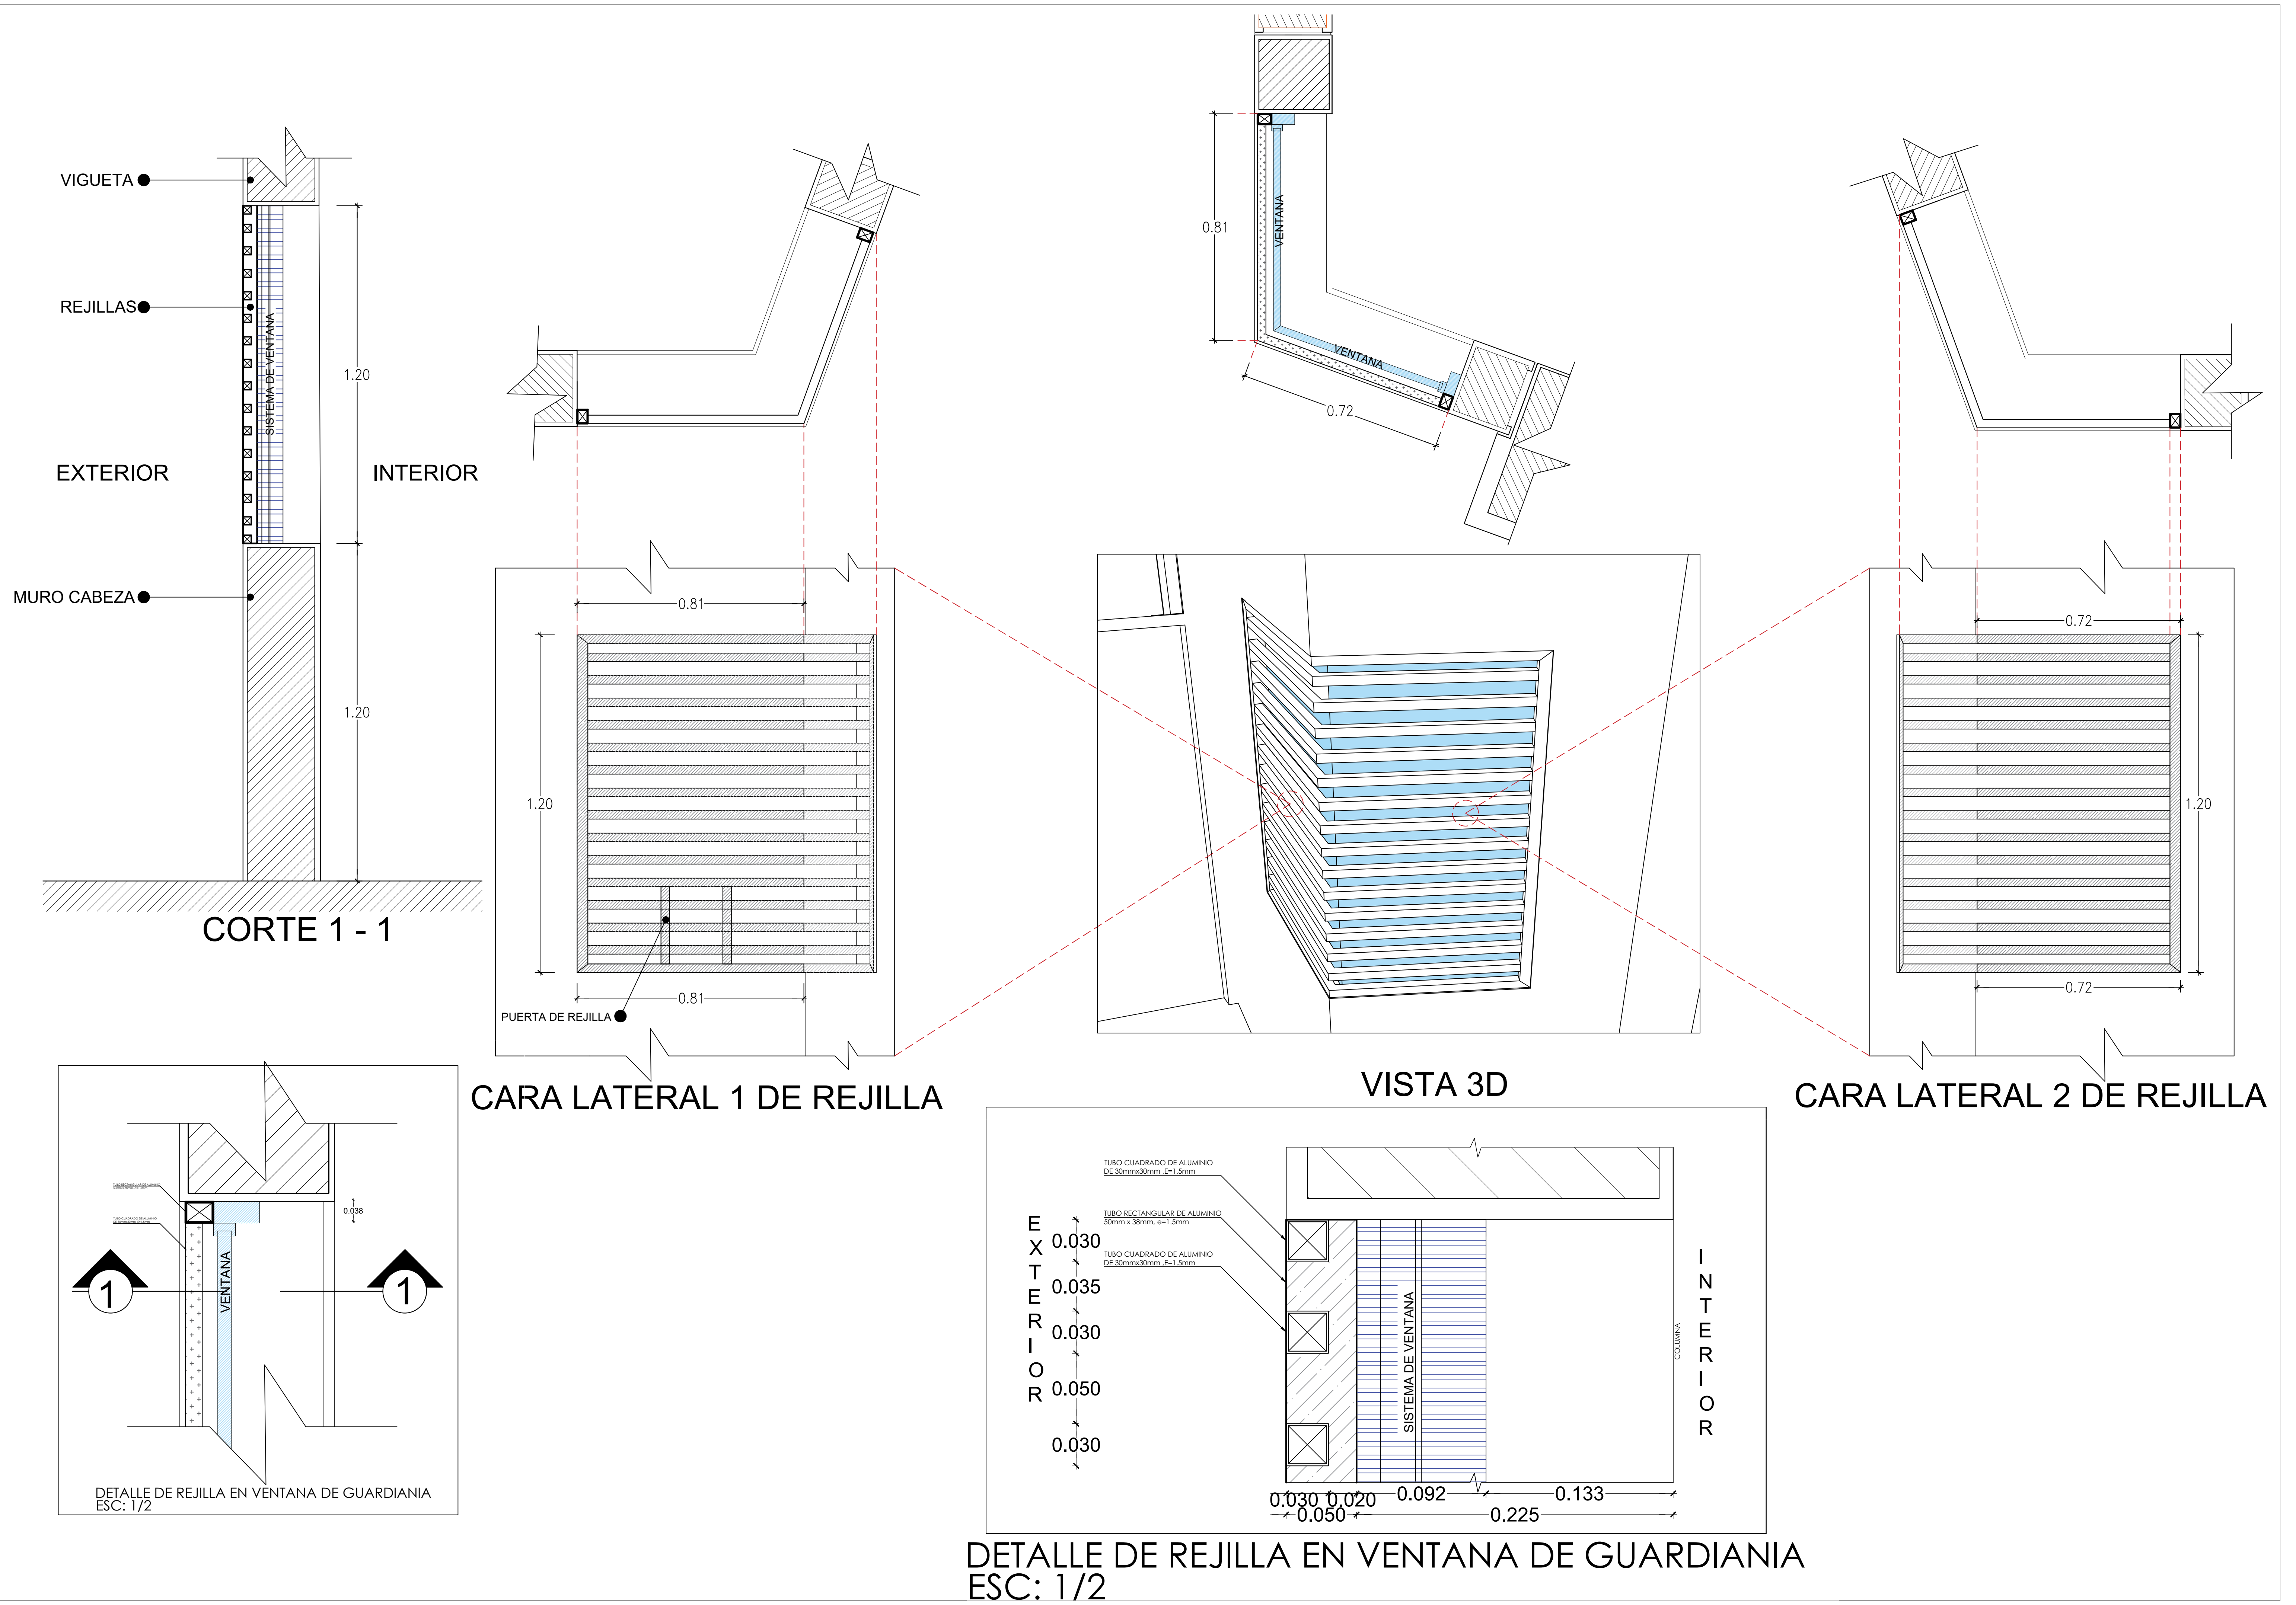 VIGUETA
REJILLAS
SISTEMA DE VENTANA
1.20
EXTERIOR
INTERIOR
MURO CABEZA
1.20
CORTE 1 - 1
0.81
1.20
0.81
PUERTA DE REJILLA
CARA LATERAL 1 DE REJILLA
0.81
VENTANA
VENTANA
0.72
VISTA 3D
0.72
1.20
0.72
CARA LATERAL 2 DE REJILLA
0.038
VENTANA
1
1
DETALLE DE REJILLA EN VENTANA DE GUARDIANIA
ESC: 1/2
TUBO CUADRADO DE ALUMINIO
DE 30mmx30mm ,E=1.5mm
TUBO RECTANGULAR DE ALUMINIO
50mm x 38mm, e=1.5mm
TUBO CUADRADO DE ALUMINIO
DE 30mmx30mm ,E=1.5mm
EXTERIOR
0.030
0.035
0.030
0.050
0.030
SISTEMA DE VENTANA
COLUMNA
INTERIOR
0.030
0.020
0.092
0.133
0.050
0.225
DETALLE DE REJILLA EN VENTANA DE GUARDIANIA
ESC: 1/2